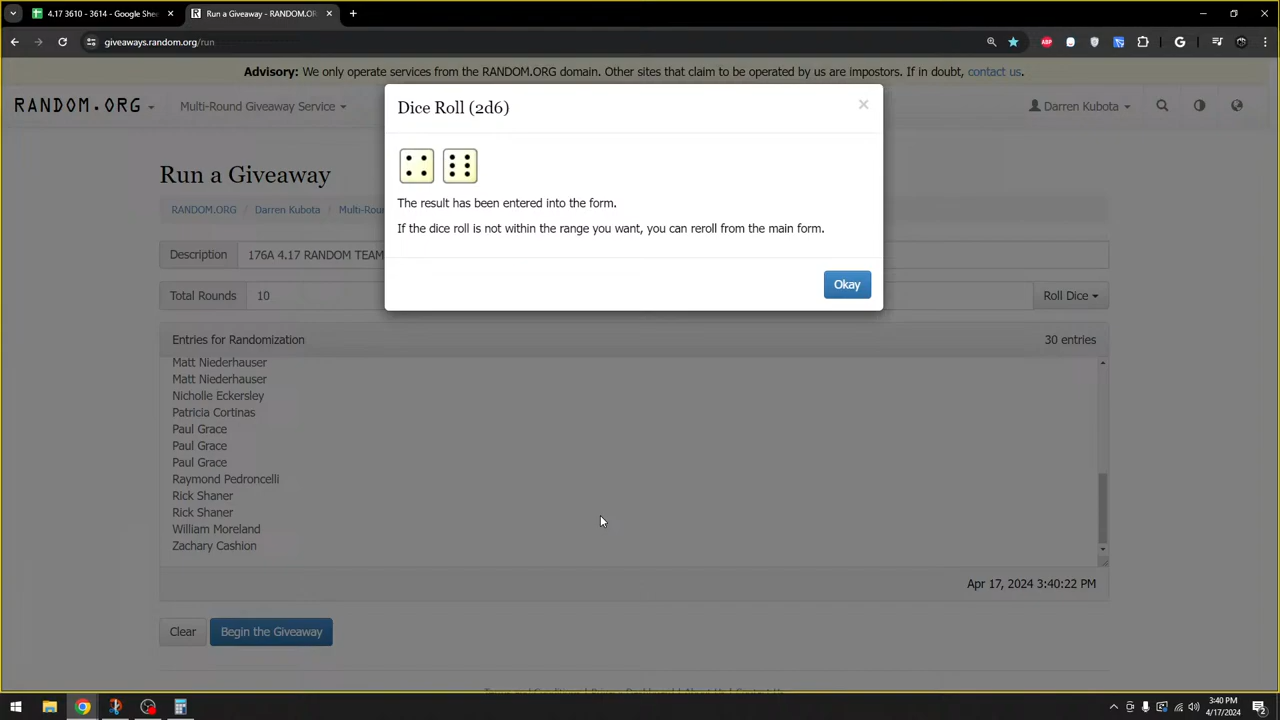 4.17 3610 - 3614 - Google She
Run a Giveaway - RANDOM.OR
giveaways.random.org/run
Advisory: We only operate services from the RANDOM.ORG domain. Other sites that claim to be operated by us are impostors. If in doubt, contact us.
RANDOM.ORG
Multi-Round Giveaway Service
Darren Kubota
Dice Roll (2d6)
×
The result has been entered into the form.
If the dice roll is not within the range you want, you can reroll from the main form.
Okay
Run a Giveaway
RANDOM.ORG / Darren Kubota / Multi-Rou
Description
176A 4.17 RANDOM TEAM
Total Rounds
10
Roll Dice
Entries for Randomization
30 entries
Matt Niederhauser
Matt Niederhauser
Nicholle Eckersley
Patricia Cortinas
Paul Grace
Paul Grace
Paul Grace
Raymond Pedroncelli
Rick Shaner
Rick Shaner
William Moreland
Zachary Cashion
Apr 17, 2024 3:40:22 PM
Clear
Begin the Giveaway
3:40 PM
4/17/2024